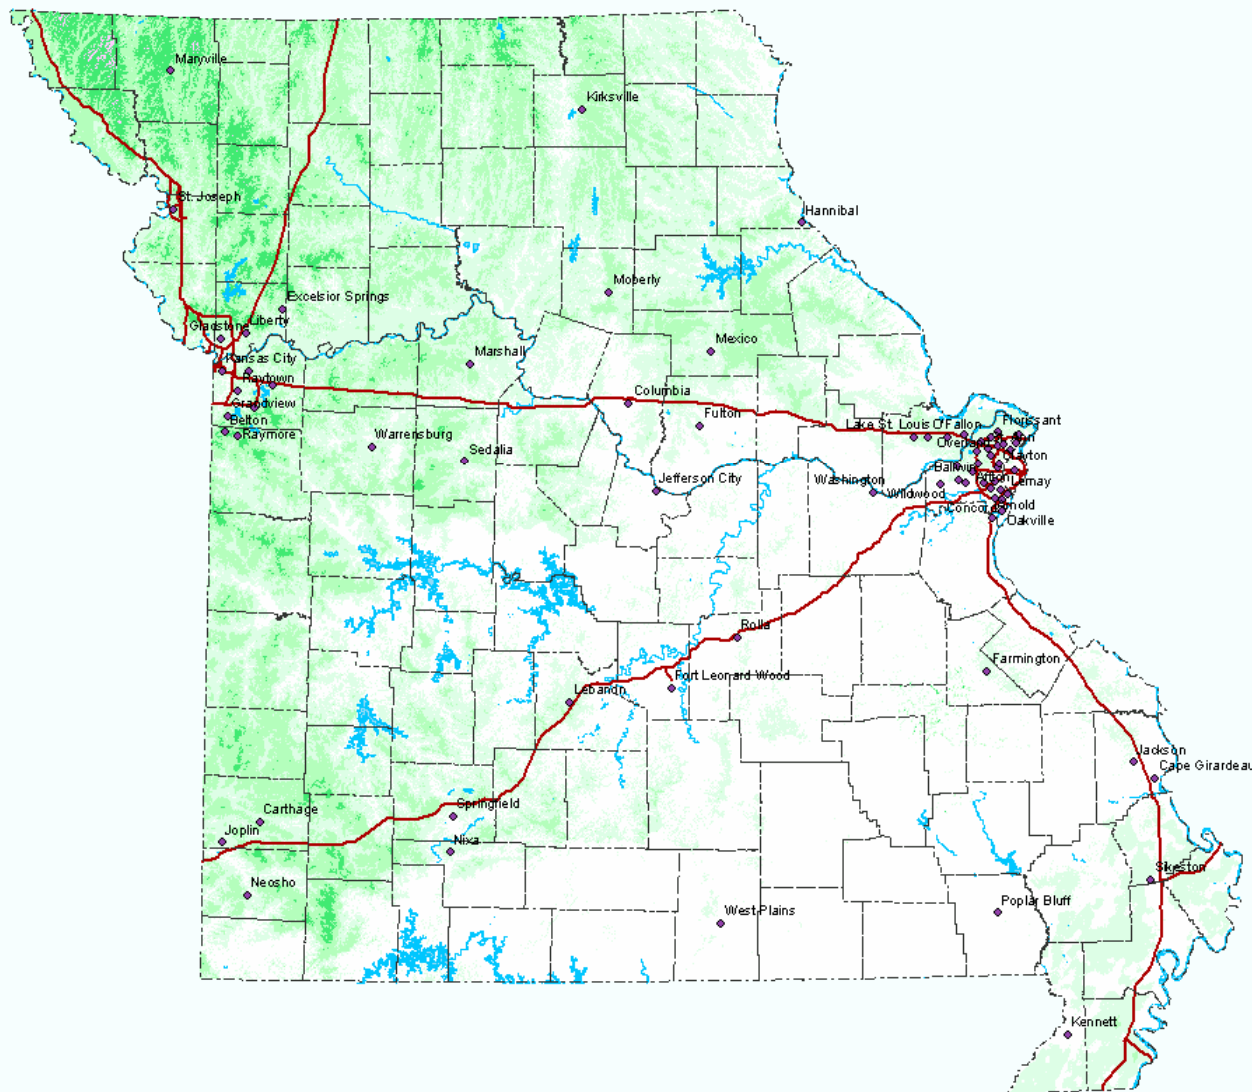 Maryville
Kirksville
St. Joseph
Hannibal
Moberly
Excelsior Springs
Liberty
Gladstone
Mexico
Marshall
Kansas City
Raytown
Columbia
Grandview
Belton
Fulton
Lake St. Louis
O'Fallon
Florissant
Raymore
Warrensburg
Sedalia
Clayton
Jefferson City
Washington
Ballwin
Affton
Lemay
Wildwood
Concord
Oakville
Rolla
Farmington
Fort Leonard Wood
Lebanon
Jackson
Cape Girardeau
Carthage
Springfield
Joplin
Nixa
Neosho
Sikeston
West Plains
Poplar Bluff
Kennett